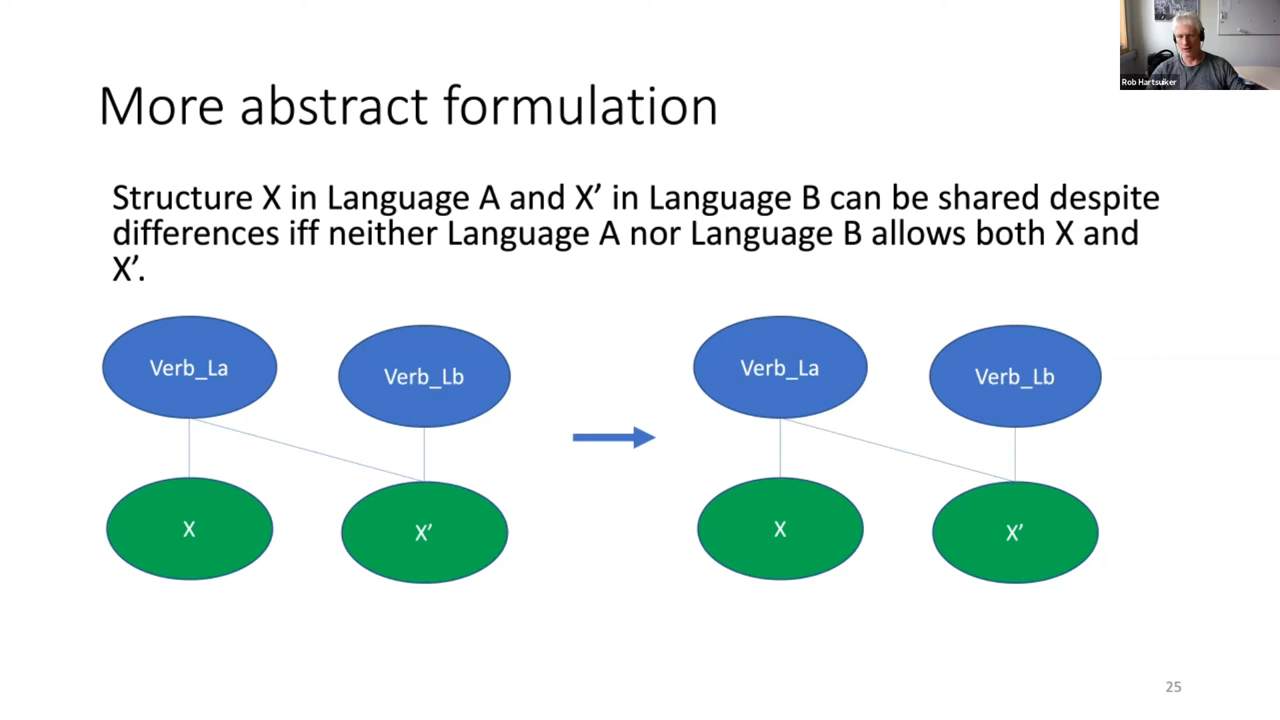 Rob Hartsuiker
More abstract formulation
Structure X in Language A and X’ in Language B can be shared despite
differences iff neither Language A nor Language B allows both X and
X’.
Verb_La
Verb_Lb
Verb_La
Verb_Lb
X
X’
X
X’
25